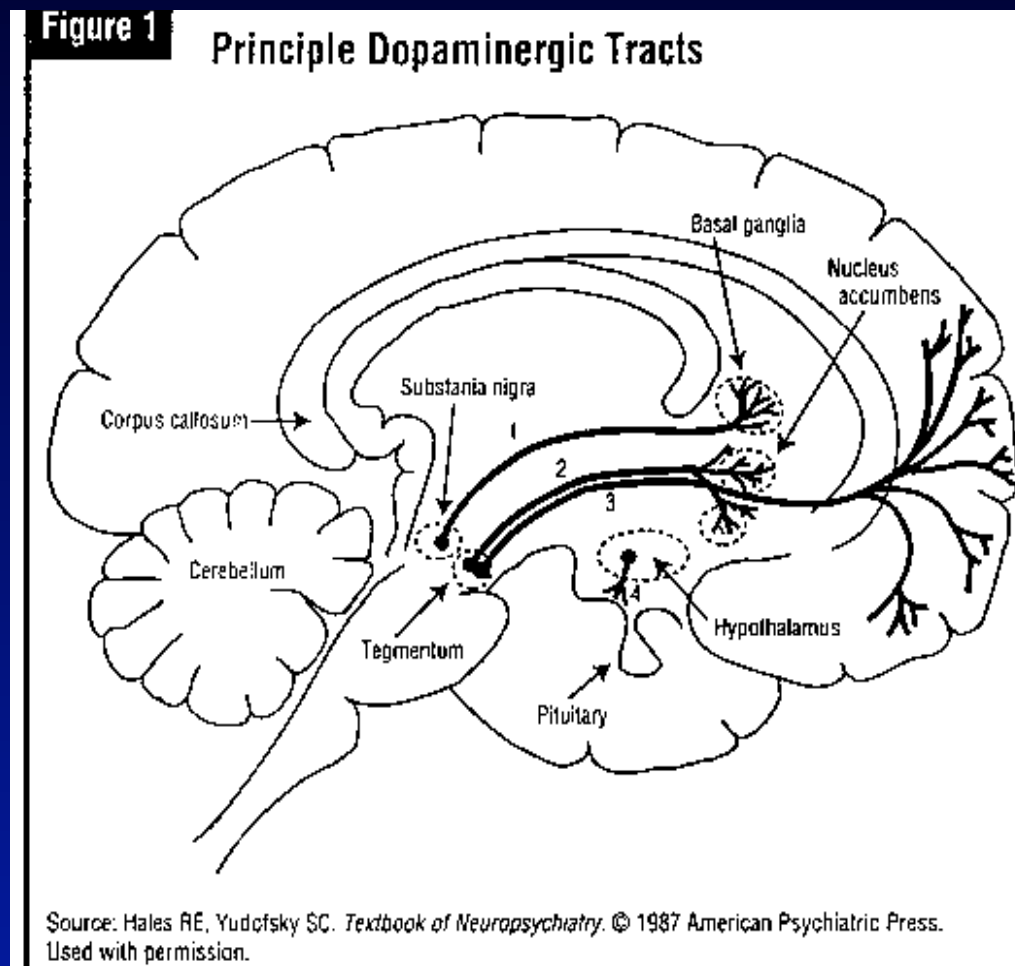 Figure 1
Principle Dopaminergic Tracts
Basal ganglia
Nucleus
accumbens
Substania nigra
Corpus callosum
1
2
3
Cerebellum
4
Tegmentum
Hypothalamus
Pituitary
Source: Hales RE, Yudofsky SC. Textbook of Neuropsychiatry. © 1987 American Psychiatric Press.
Used with permission.